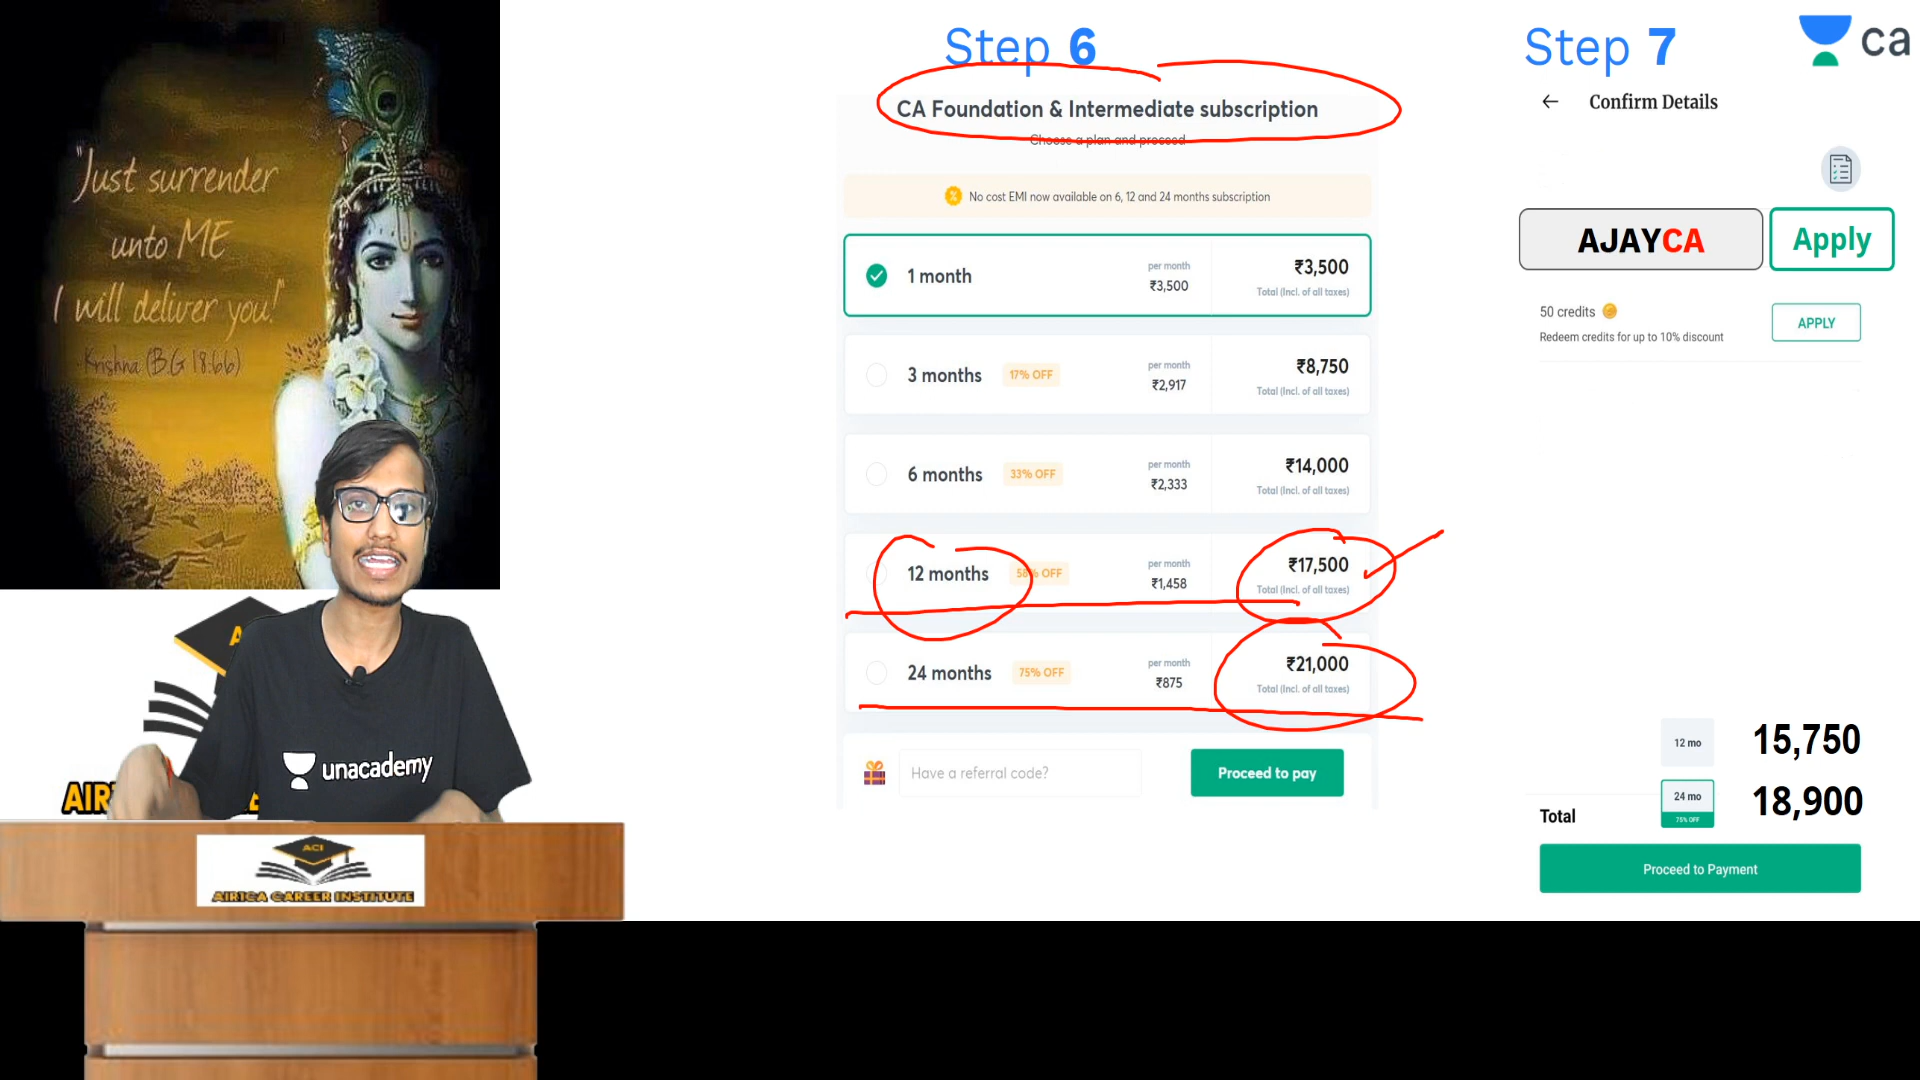 "Just surrender
unto ME
I will deliver you!"
- Krishna (B.G 18:66)
unacademy
ACI
AIR1CA CAREER INSTITUTE
Step 6
CA Foundation & Intermediate subscription
Choose a plan and proceed
No cost EMI now available on 6, 12 and 24 months subscription
1 month
per month
₹3,500
₹3,500
Total (Incl. of all taxes)
3 months
17% OFF
per month
₹2,917
₹8,750
Total (Incl. of all taxes)
6 months
33% OFF
per month
₹2,333
₹14,000
Total (Incl. of all taxes)
12 months
58% OFF
per month
₹1,458
₹17,500
Total (Incl. of all taxes)
24 months
75% OFF
per month
₹875
₹21,000
Total (Incl. of all taxes)
Have a referral code?
Proceed to pay
Step 7
ca
Confirm Details
AJAYCA
Apply
50 credits
Redeem credits for up to 10% discount
APPLY
12 mo
15,750
Total
24 mo
75% OFF
18,900
Proceed to Payment